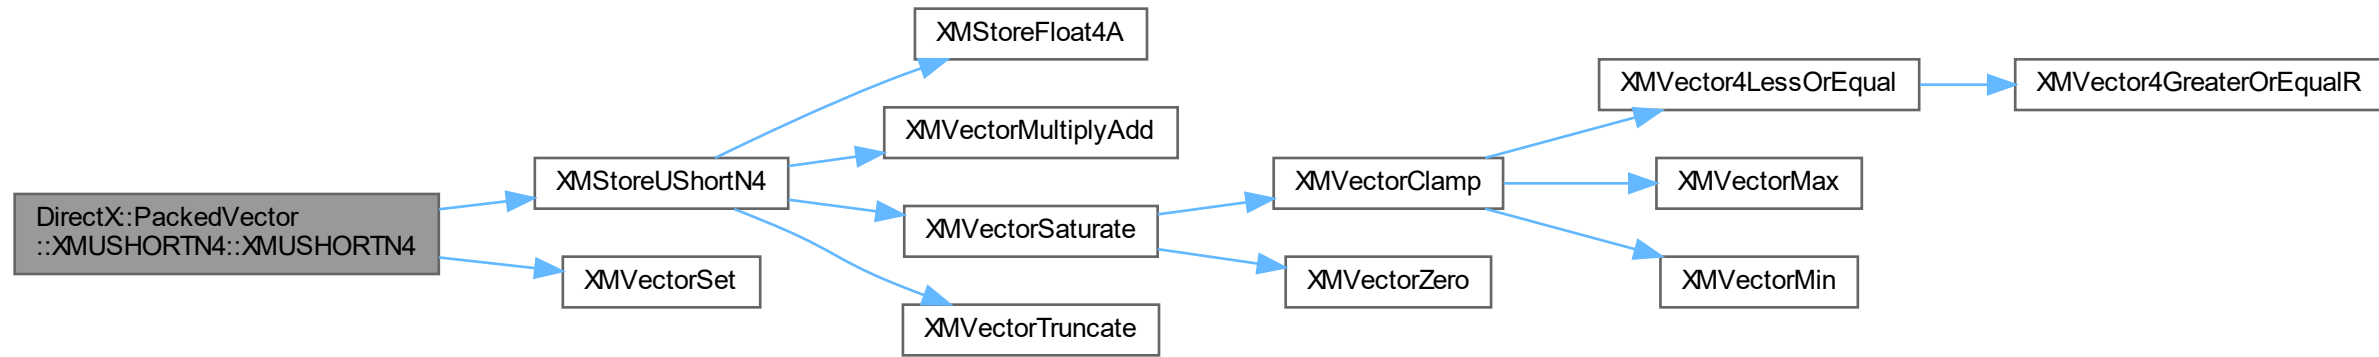 DirectX::PackedVector
::XMUSHORTN4::XMUSHORTN4
XMStoreUShortN4
XMVectorSet
XMStoreFloat4A
XMVectorMultiplyAdd
XMVectorSaturate
XMVectorTruncate
XMVectorClamp
XMVectorZero
XMVector4LessOrEqual
XMVectorMax
XMVectorMin
XMVector4GreaterOrEqualR